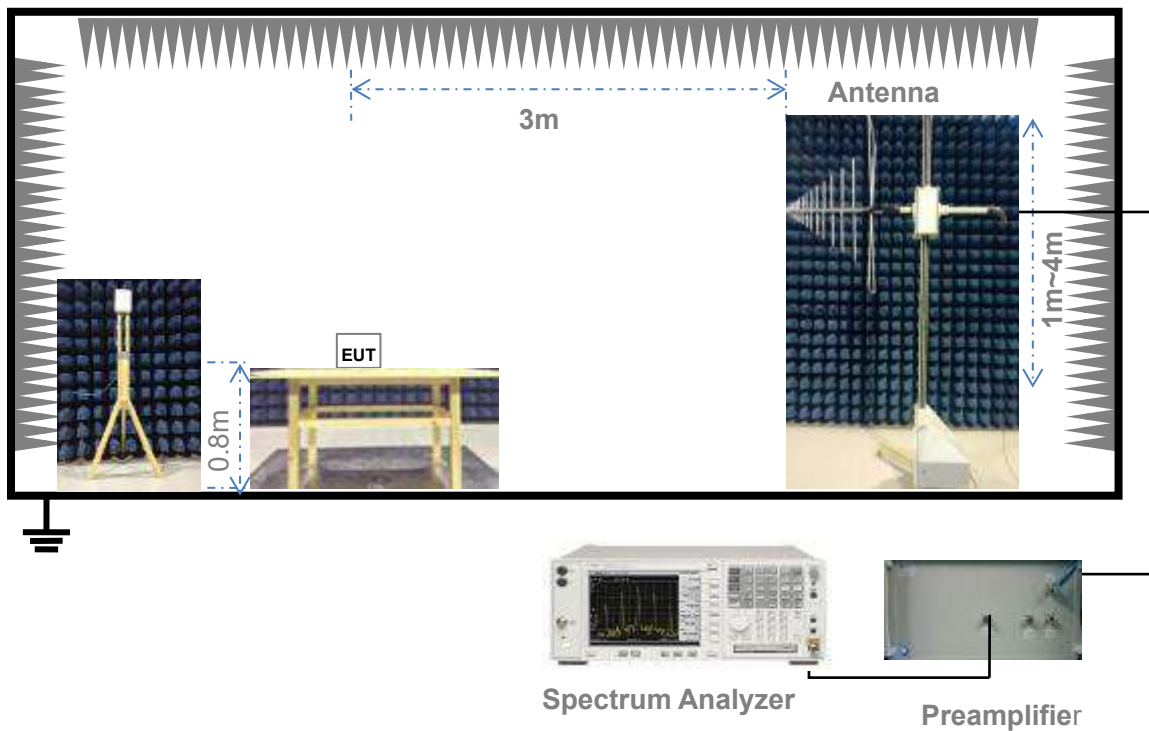 Antenna
3m
1m~4m
EUT
0.8m
Spectrum Analyzer
Preamplifier